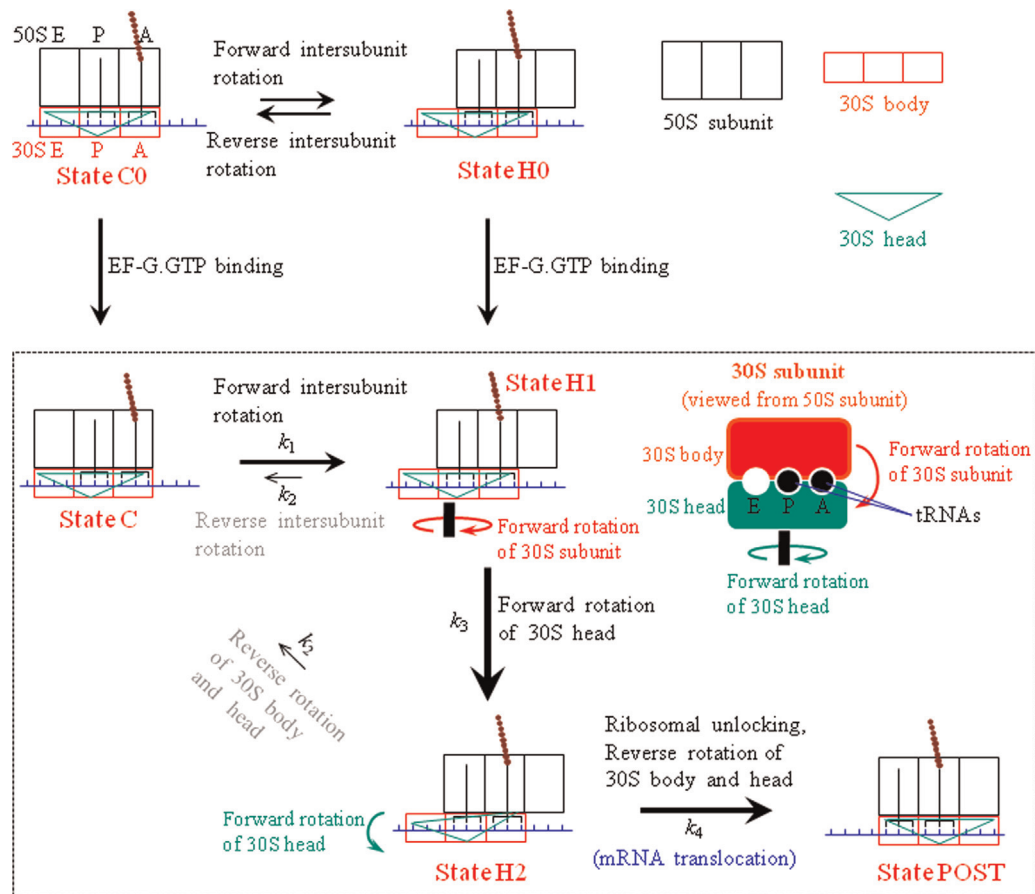 50S E P A
Forward intersubunit
rotation
Reverse intersubunit
rotation
30S E P A
State C0
State H0
50S subunit
30S body
30S head
EF-G.GTP binding
EF-G.GTP binding
Forward intersubunit
rotation
k1
k2
Reverse intersubunit
rotation
State C
State H1
Forward rotation
of 30S subunit
30S subunit
(viewed from 50S subunit)
30S body
30S head
E P A
Forward rotation
of 30S subunit
tRNAs
Forward rotation
of 30S head
k3
Forward rotation
of 30S head
k2
Reverse rotation
of 30S body
and head
Forward rotation
of 30S head
State H2
Ribosomal unlocking,
Reverse rotation of
30S body and head
k4
(mRNA translocation)
State POST